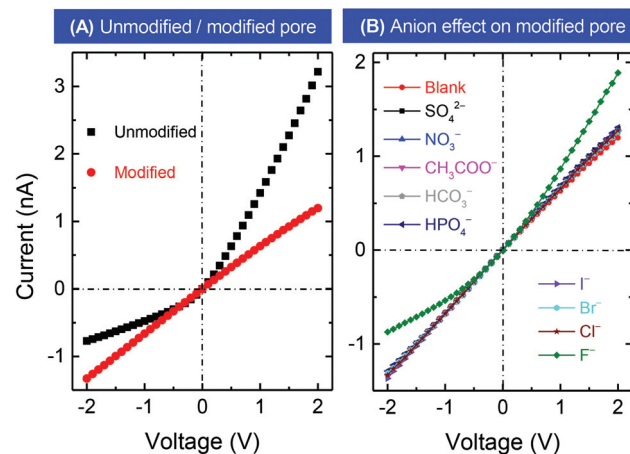 (A) Unmodified / modified pore
3
2
1
0
-1
Current (nA)
Unmodified
Modified
-2 -1 0 1 2
Voltage (V)
(B) Anion effect on modified pore
2
1
0
-1
Blank
SO₄²⁻
NO₃⁻
CH₃COO⁻
HCO₃⁻
HPO₄⁻
I⁻
Br⁻
Cl⁻
F⁻
-2 -1 0 1 2
Voltage (V)